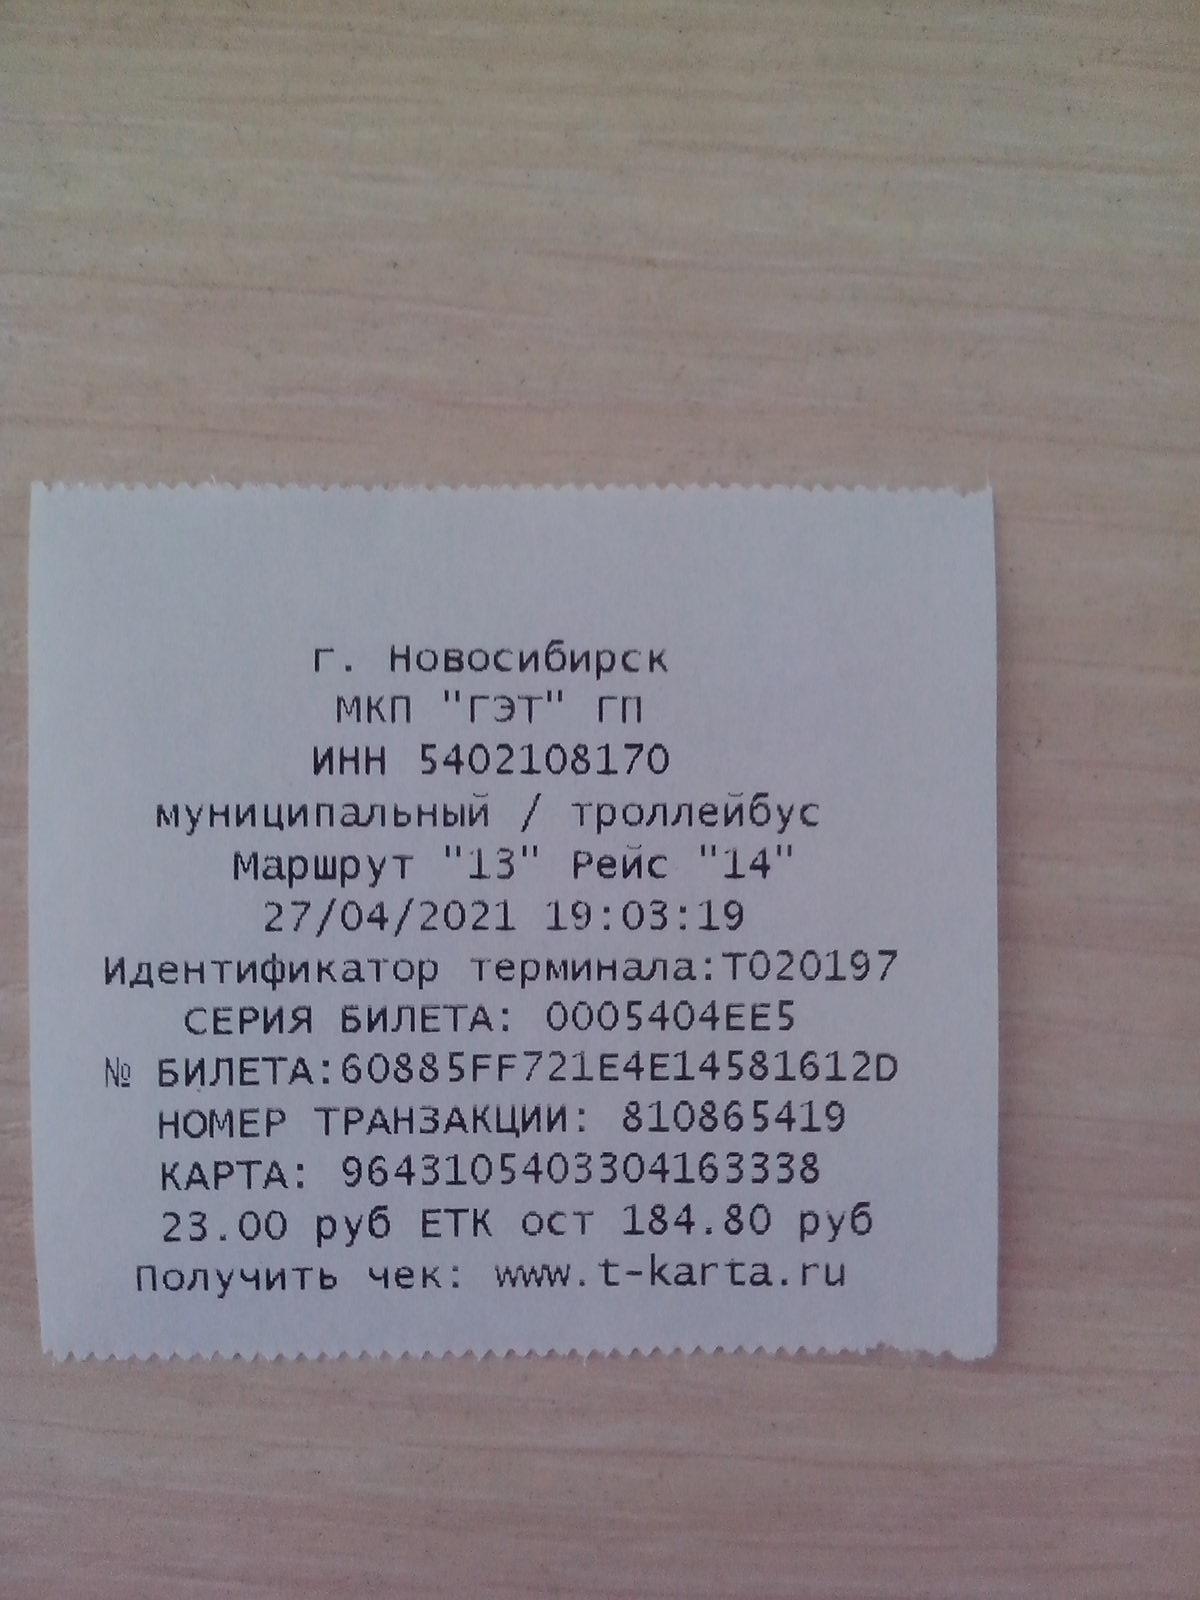 г. Новосибирск
МКП "ГЭТ" ГП
ИНН 5402108170
муниципальный / троллейбус
Маршрут "13" Рейс "14"
27/04/2021 19:03:19
Идентификатор терминала:T020197
СЕРИЯ БИЛЕТА: 0005404EE5
№ БИЛЕТА:60885FF721E4E14581612D
НОМЕР ТРАНЗАКЦИИ: 810865419
КАРТА: 9643105403304163338
23.00 руб ЕТК ост 184.80 руб
Получить чек: www.t-karta.ru